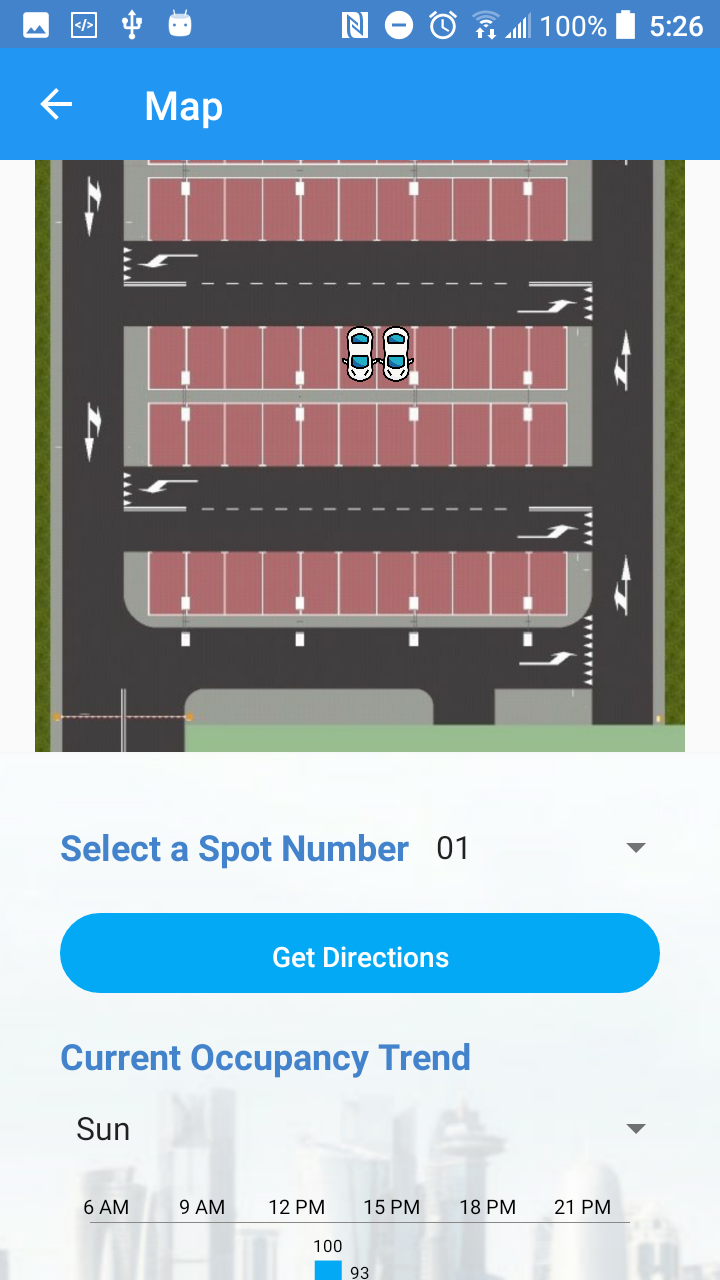 100% 5:26
Map
Select a Spot Number 01
Get Directions
Current Occupancy Trend
Sun
6 AM 9 AM 12 PM 15 PM 18 PM 21 PM
100
93